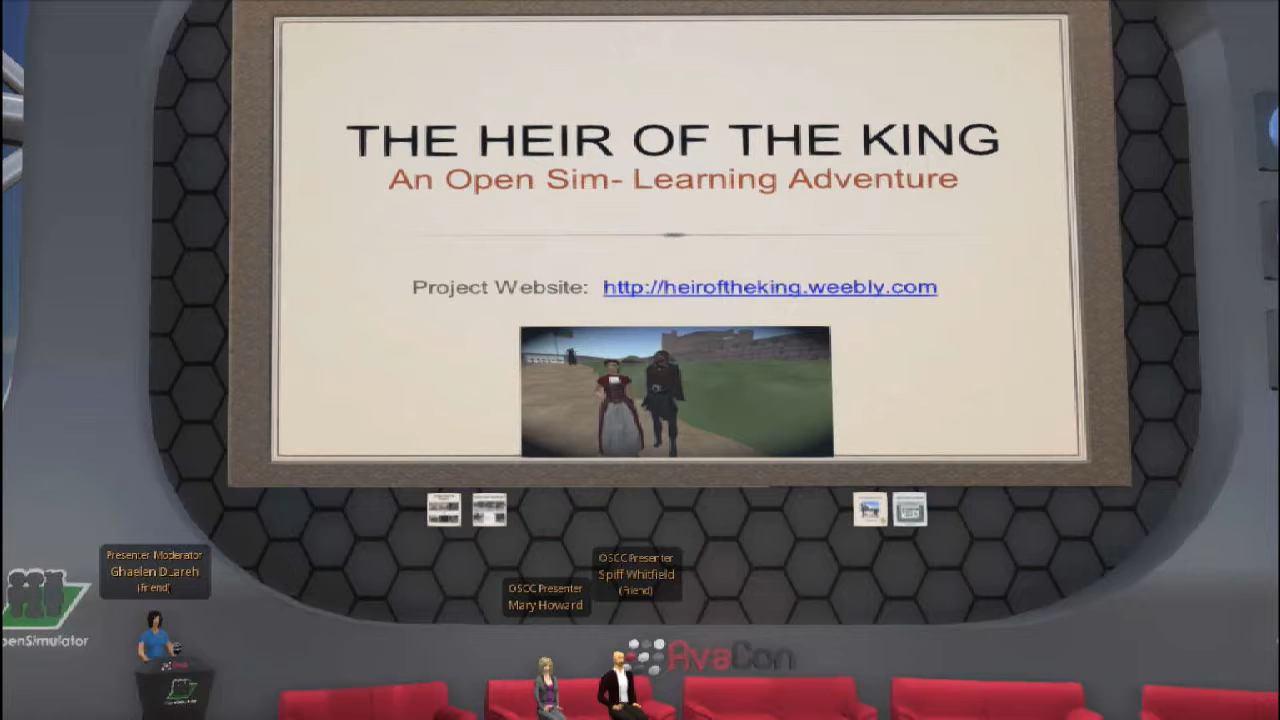 THE HEIR OF THE KING
An Open Sim- Learning Adventure
Project Website: http://heiroftheking.weebly.com
Presenter Moderator
Ghaelen D'Lareh
(Friend)
OSCC Presenter
Mary Howard
OSCC Presenter
Spiff Whitfield
(Friend)
penSimulator
AvaCon